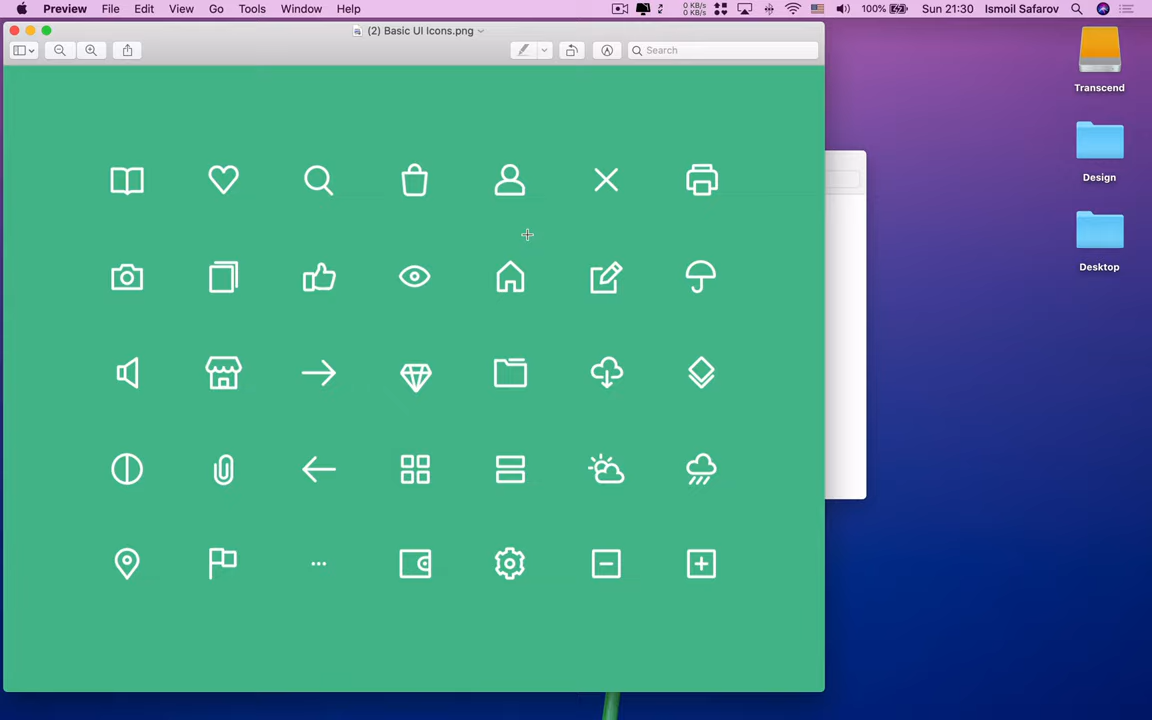 Preview File Edit View Go Tools Window Help 0 KB/s 0 KB/s 100% Sun 21:30 Ismoil Safarov
(2) Basic UI Icons.png
Search
Transcend
Design
Desktop